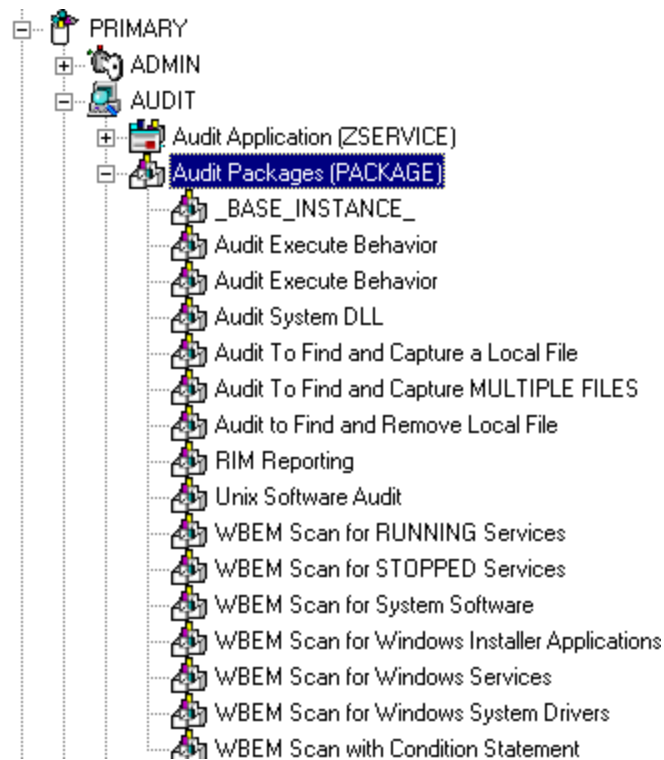 PRIMARY
ADMIN
AUDIT
Audit Application (ZSERVICE)
Audit Packages (PACKAGE)
_BASE_INSTANCE_
Audit Execute Behavior
Audit Execute Behavior
Audit System DLL
Audit To Find and Capture a Local File
Audit To Find and Capture MULTIPLE FILES
Audit to Find and Remove Local File
RIM Reporting
Unix Software Audit
WBEM Scan for RUNNING Services
WBEM Scan for STOPPED Services
WBEM Scan for System Software
WBEM Scan for Windows Installer Applications
WBEM Scan for Windows Services
WBEM Scan for Windows System Drivers
WBEM Scan with Condition Statement